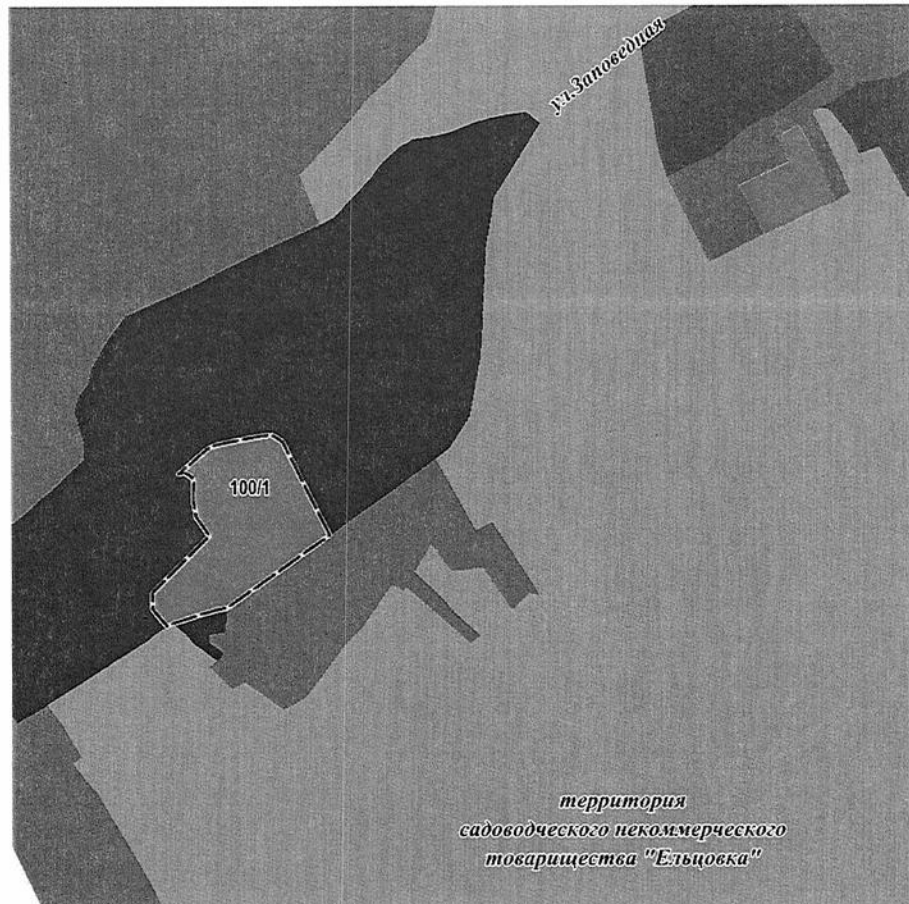 ул.Заповедная
100/1
территория
садоводческого некоммерческого
товарищества "Ельцовка"